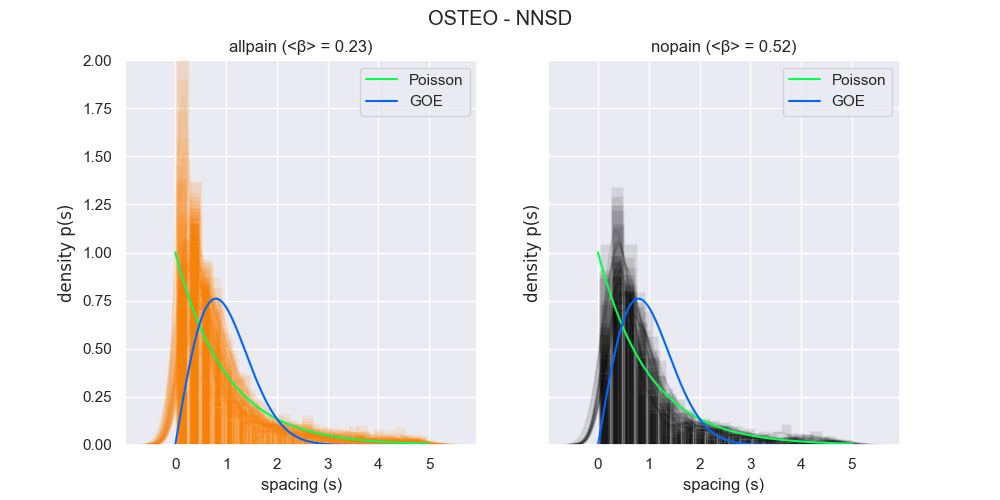 OSTEO - NNSD
allpain (<β> = 0.23)
2.00
1.75
1.50
1.25
1.00
0.75
0.50
0.25
0.00
density p(s)
Poisson
GOE
0 1 2 3 4 5
spacing (s)
nopain (<β> = 0.52)
density p(s)
Poisson
GOE
0 1 2 3 4 5
spacing (s)